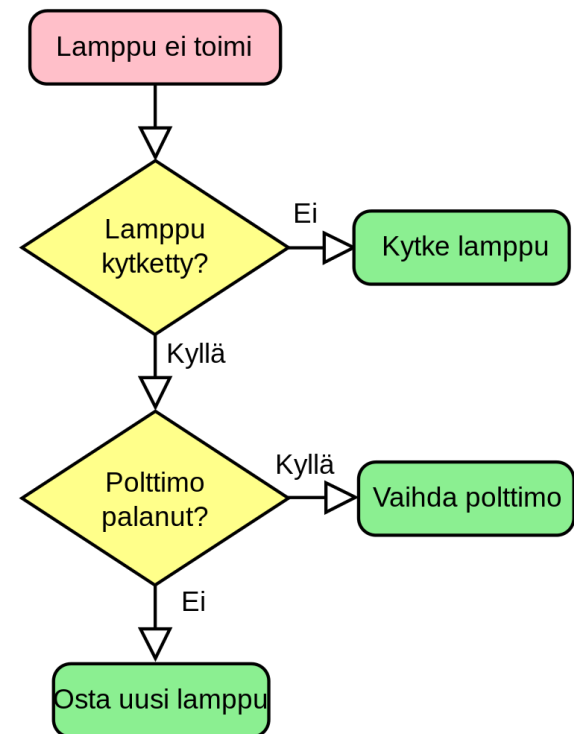 Lamppu ei toimi
Lamppu
kytketty?
Ei
Kytke lamppu
Kyllä
Polttimo
palanut?
Kyllä
Vaihda polttimo
Ei
Osta uusi lamppu